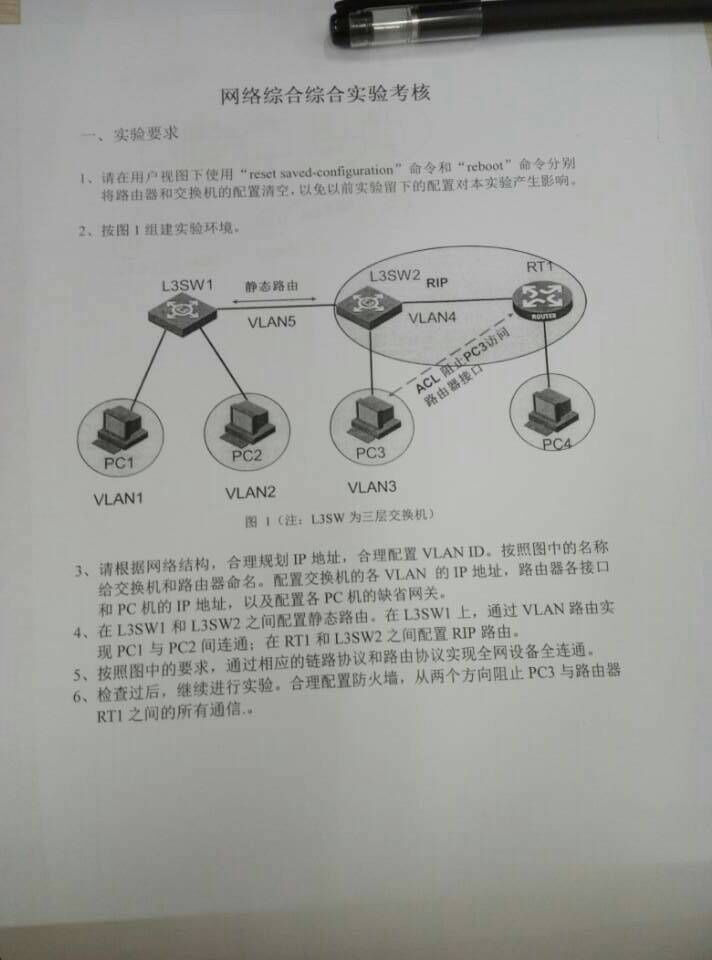 网络综合综合实验考核
一、实验要求
1、请在用户视图下使用“reset saved-configuration”命令和“reboot”命令分别
将路由器和交换机的配置清空,以免以前实验留下的配置对本实验产生影响。
2、按图1组建实验环境。
L3SW1
静态路由
L3SW2
RIP
RT1
VLAN5
VLAN4
ROUTER
ACL 阻止PC3访问
路由器接口
PC1
PC2
PC3
PC4
VLAN1
VLAN2
VLAN3
图 1(注:L3SW 为三层交换机)
3、请根据网络结构,合理规划 IP 地址,合理配置 VLAN ID。按照图中的名称
给交换机和路由器命名。配置交换机的各 VLAN 的 IP 地址,路由器各接口
和 PC 机的 IP 地址,以及配置各 PC 机的缺省网关。
4、在 L3SW1 和 L3SW2 之间配置静态路由。在 L3SW1 上,通过 VLAN 路由实
现 PC1 与 PC2 间连通;在 RT1 和 L3SW2 之间配置 RIP 路由。
5、按照图中的要求,通过相应的链路协议和路由协议实现全网设备全连通。
6、检查过后,继续进行实验。合理配置防火墙,从两个方向阻止 PC3 与路由器
RT1 之间的所有通信.。